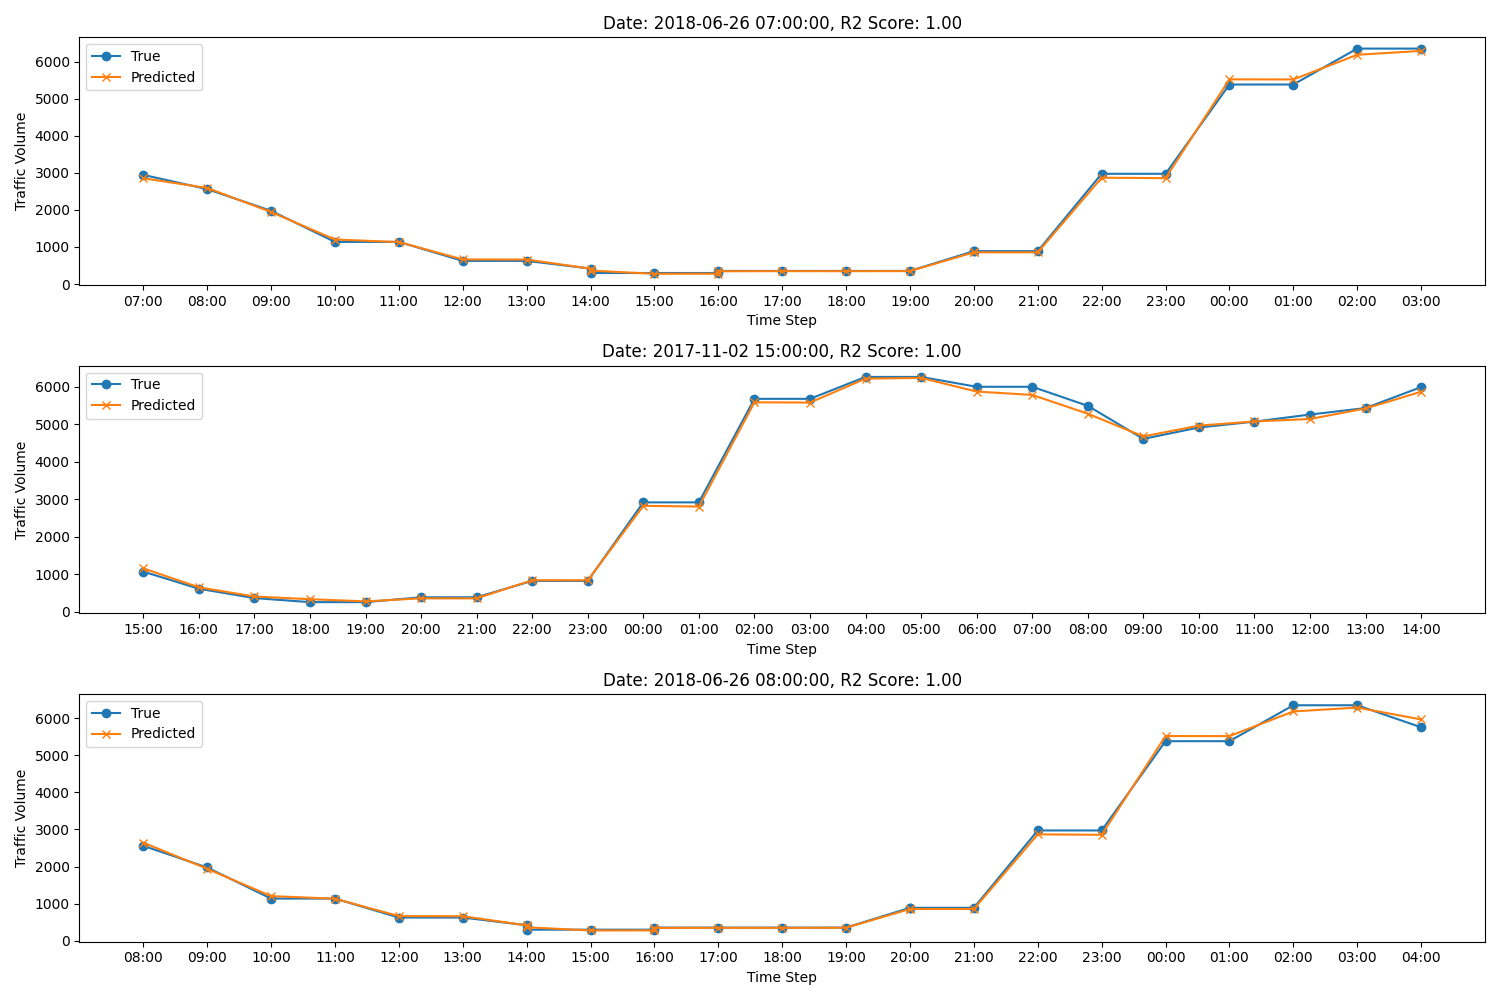 Date: 2018-06-26 07:00:00, R2 Score: 1.00
True
Predicted
Traffic Volume
6000
5000
4000
3000
2000
1000
0
07:00 08:00 09:00 10:00 11:00 12:00 13:00 14:00 15:00 16:00 17:00 18:00 19:00 20:00 21:00 22:00 23:00 00:00 01:00 02:00 03:00
Time Step
Date: 2017-11-02 15:00:00, R2 Score: 1.00
True
Predicted
Traffic Volume
6000
5000
4000
3000
2000
1000
0
15:00 16:00 17:00 18:00 19:00 20:00 21:00 22:00 23:00 00:00 01:00 02:00 03:00 04:00 05:00 06:00 07:00 08:00 09:00 10:00 11:00 12:00 13:00 14:00
Time Step
Date: 2018-06-26 08:00:00, R2 Score: 1.00
True
Predicted
Traffic Volume
6000
5000
4000
3000
2000
1000
0
08:00 09:00 10:00 11:00 12:00 13:00 14:00 15:00 16:00 17:00 18:00 19:00 20:00 21:00 22:00 23:00 00:00 01:00 02:00 03:00 04:00
Time Step